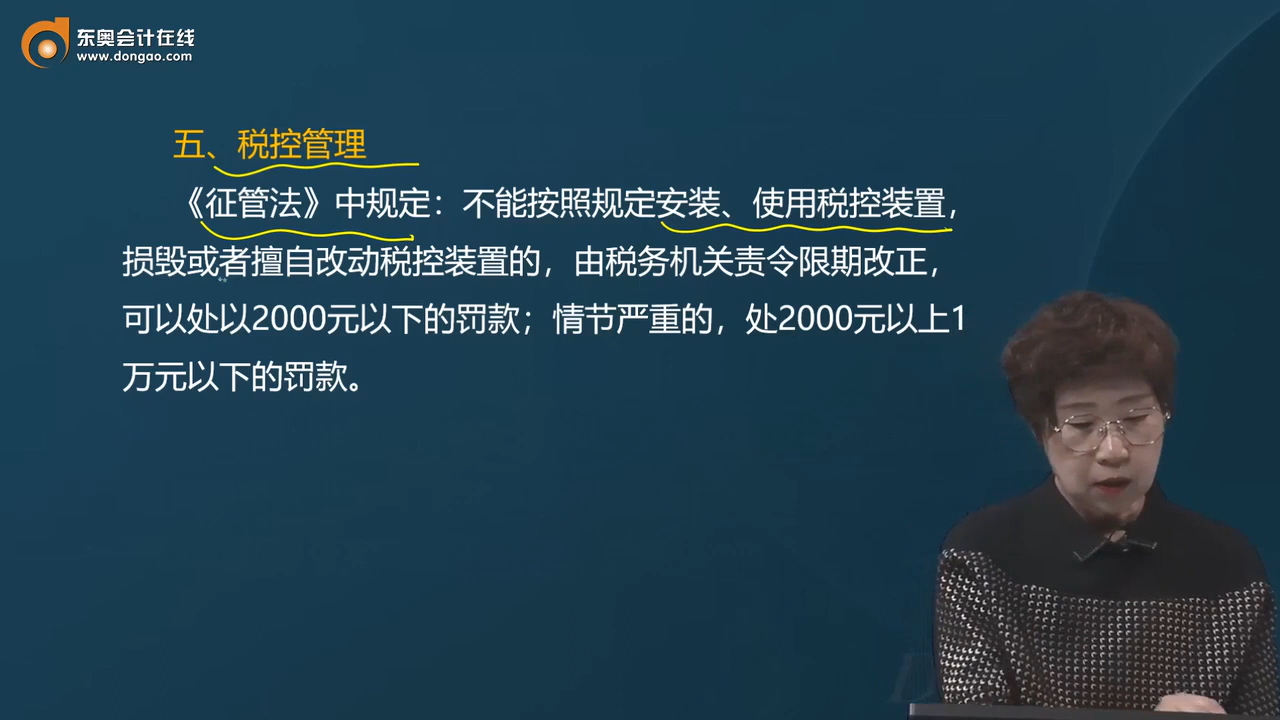 东奥会计在线
www.dongao.com
五、税控管理
《征管法》中规定：不能按照规定安装、使用税控装置，
损毁或者擅自改动税控装置的，由税务机关责令限期改正，
可以处以2000元以下的罚款；情节严重的，处2000元以上1
万元以下的罚款。